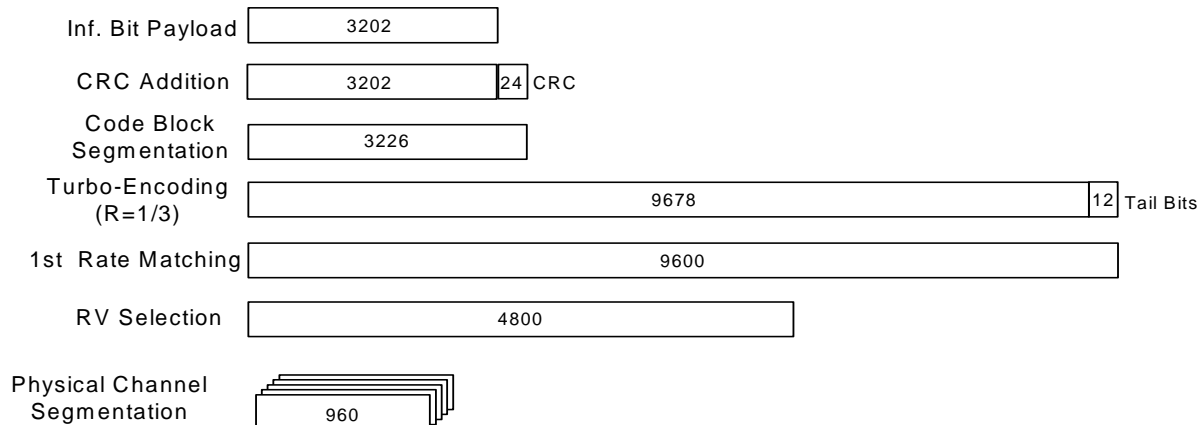 Inf. Bit Payload 3202
CRC Addition 3202 24 CRC
Code Block
Segmentation 3226
Turbo-Encoding
(R=1/3) 9678 12 Tail Bits
1st Rate Matching 9600
RV Selection 4800
Physical Channel
Segmentation 960